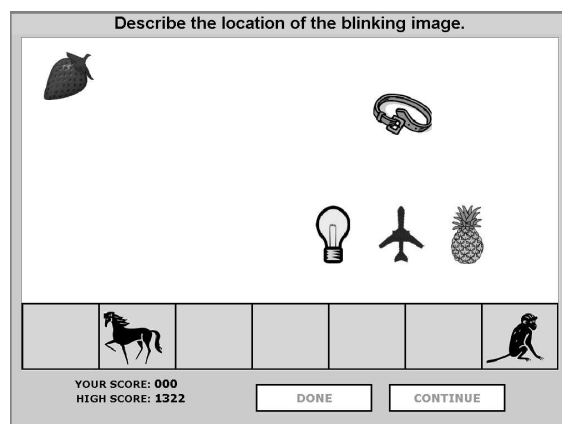 Describe the location of the blinking image.
YOUR SCORE: 000
HIGH SCORE: 1322
DONE
CONTINUE